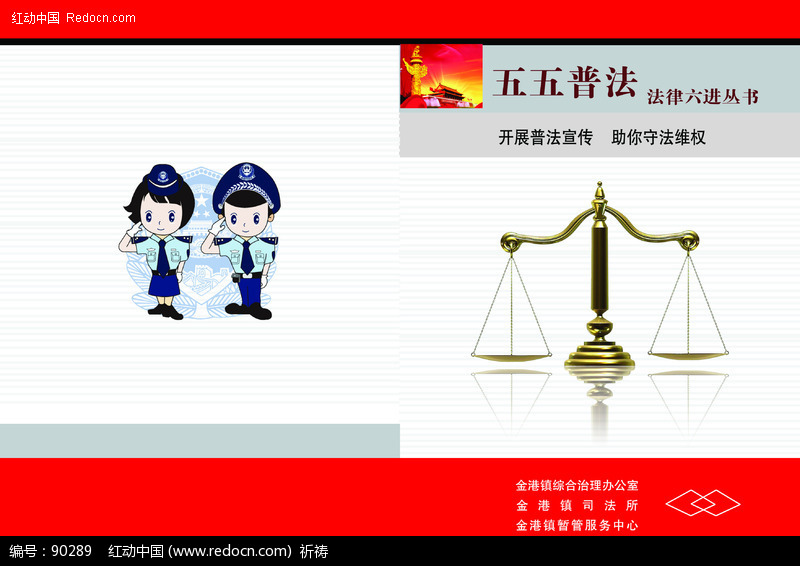 红动中国 Redocn.com
五五普法 法律六进丛书
开展普法宣传 助你守法维权
金港镇综合治理办公室
金港镇司法所
金港镇暂管服务中心
编号：90289 红动中国 (www.redocn.com) 祈祷